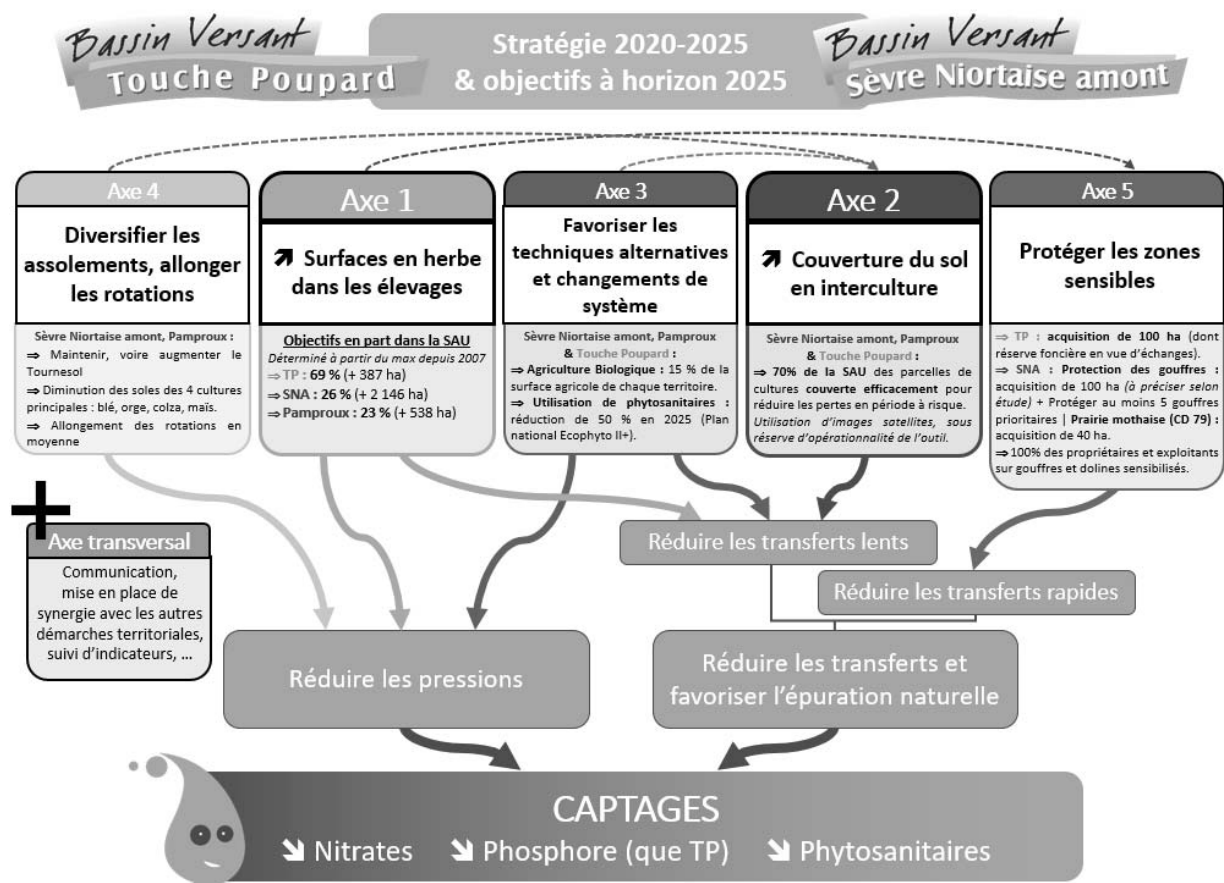 Bassin Versant
Touche Poupard
Stratégie 2020-2025
& objectifs à horizon 2025
Bassin Versant
Sèvre Niortaise amont
Axe 4
Diversifier les
assolements, allonger
les rotations
Sèvre Niortaise amont, Pamproux :
⇒ Maintenir, voire augmenter le
Tournesol
⇒ Diminution des soles des 4 cultures
principales : blé, orge, colza, maïs.
⇒ Allongement des rotations en
moyenne
Axe 1
↗ Surfaces en herbe
dans les élevages
Objectifs en part dans la SAU
Déterminé à partir du max depuis 2007
⇒ TP : 69 % (+ 387 ha)
⇒ SNA : 26 % (+ 2 146 ha)
⇒ Pamproux : 23 % (+ 538 ha)
Axe 3
Favoriser les
techniques alternatives
et changements de
système
Sèvre Niortaise amont, Pamproux
& Touche Poupard :
⇒ Agriculture Biologique : 15 % de la
surface agricole de chaque territoire.
⇒ Utilisation de phytosanitaires :
réduction de 50 % en 2025 (Plan
national Ecophyto II+).
Axe 2
↗ Couverture du sol
en interculture
Sèvre Niortaise amont, Pamproux
& Touche Poupard :
⇒ 70% de la SAU des parcelles de
cultures couverte efficacement pour
réduire les pertes en période à risque.
Utilisation d'images satellites, sous
réserve d'opérationnalité de l'outil.
Axe 5
Protéger les zones
sensibles
⇒ TP : acquisition de 100 ha (dont
réserve foncière en vue d'échanges).
⇒ SNA : Protection des gouffres :
acquisition de 100 ha (à préciser selon
étude) + Protéger au moins 5 gouffres
prioritaires | Prairie mothaise (CD 79) :
acquisition de 40 ha.
⇒ 100% des propriétaires et exploitants
sur gouffres et dolines sensibilisés.
+
Axe transversal
Communication,
mise en place de
synergie avec les autres
démarches territoriales,
suivi d'indicateurs, ...
Réduire les transferts lents
Réduire les transferts rapides
Réduire les pressions
Réduire les transferts et
favoriser l'épuration naturelle
CAPTAGES
↘ Nitrates ↘ Phosphore (que TP) ↘ Phytosanitaires